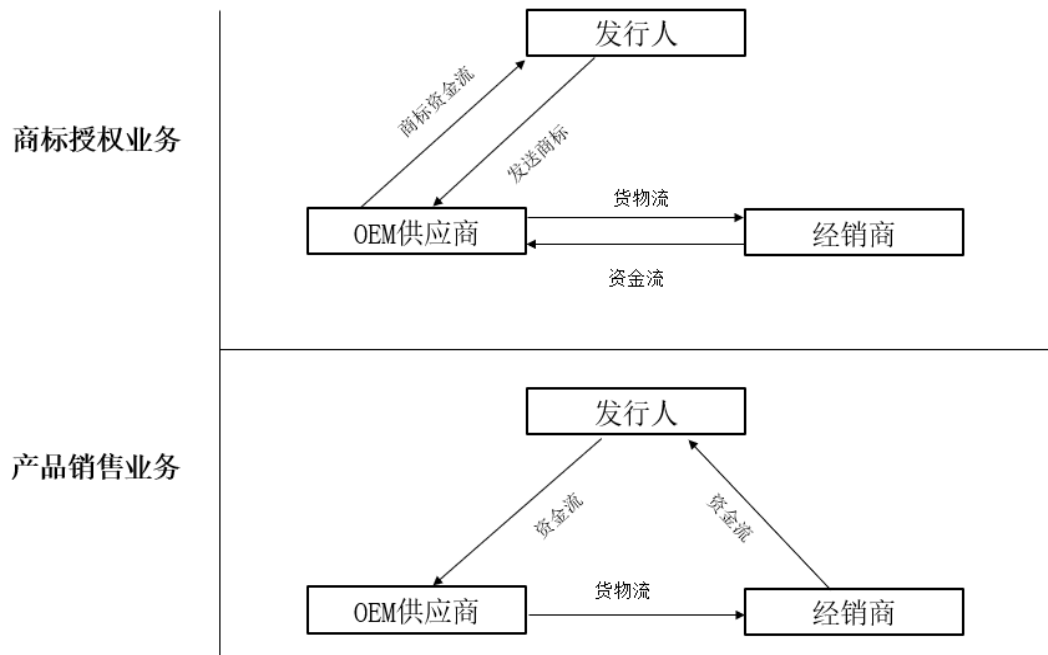 发行人
商标资金流
发送商标
商标授权业务
货物流
OEM供应商
经销商
资金流
发行人
产品销售业务
资金流
资金流
货物流
OEM供应商
经销商